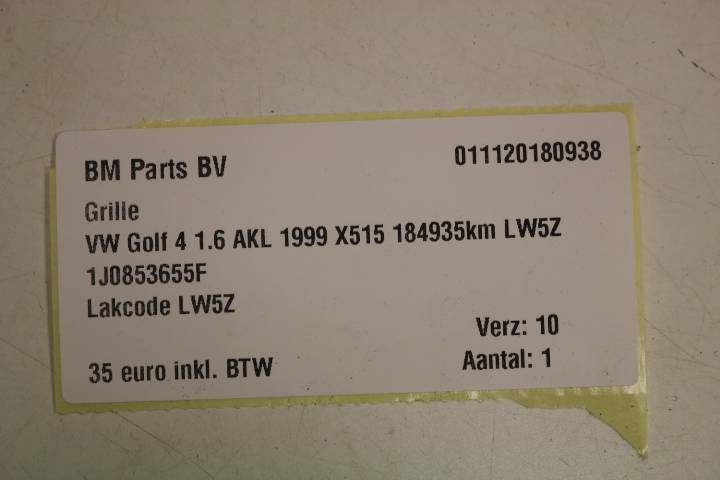 BM Parts BV 011120180938
Grille
VW Golf 4 1.6 AKL 1999 X515 184935km LW5Z
1J0853655F
Lakcode LW5Z
Verz: 10
35 euro inkl. BTW Aantal: 1